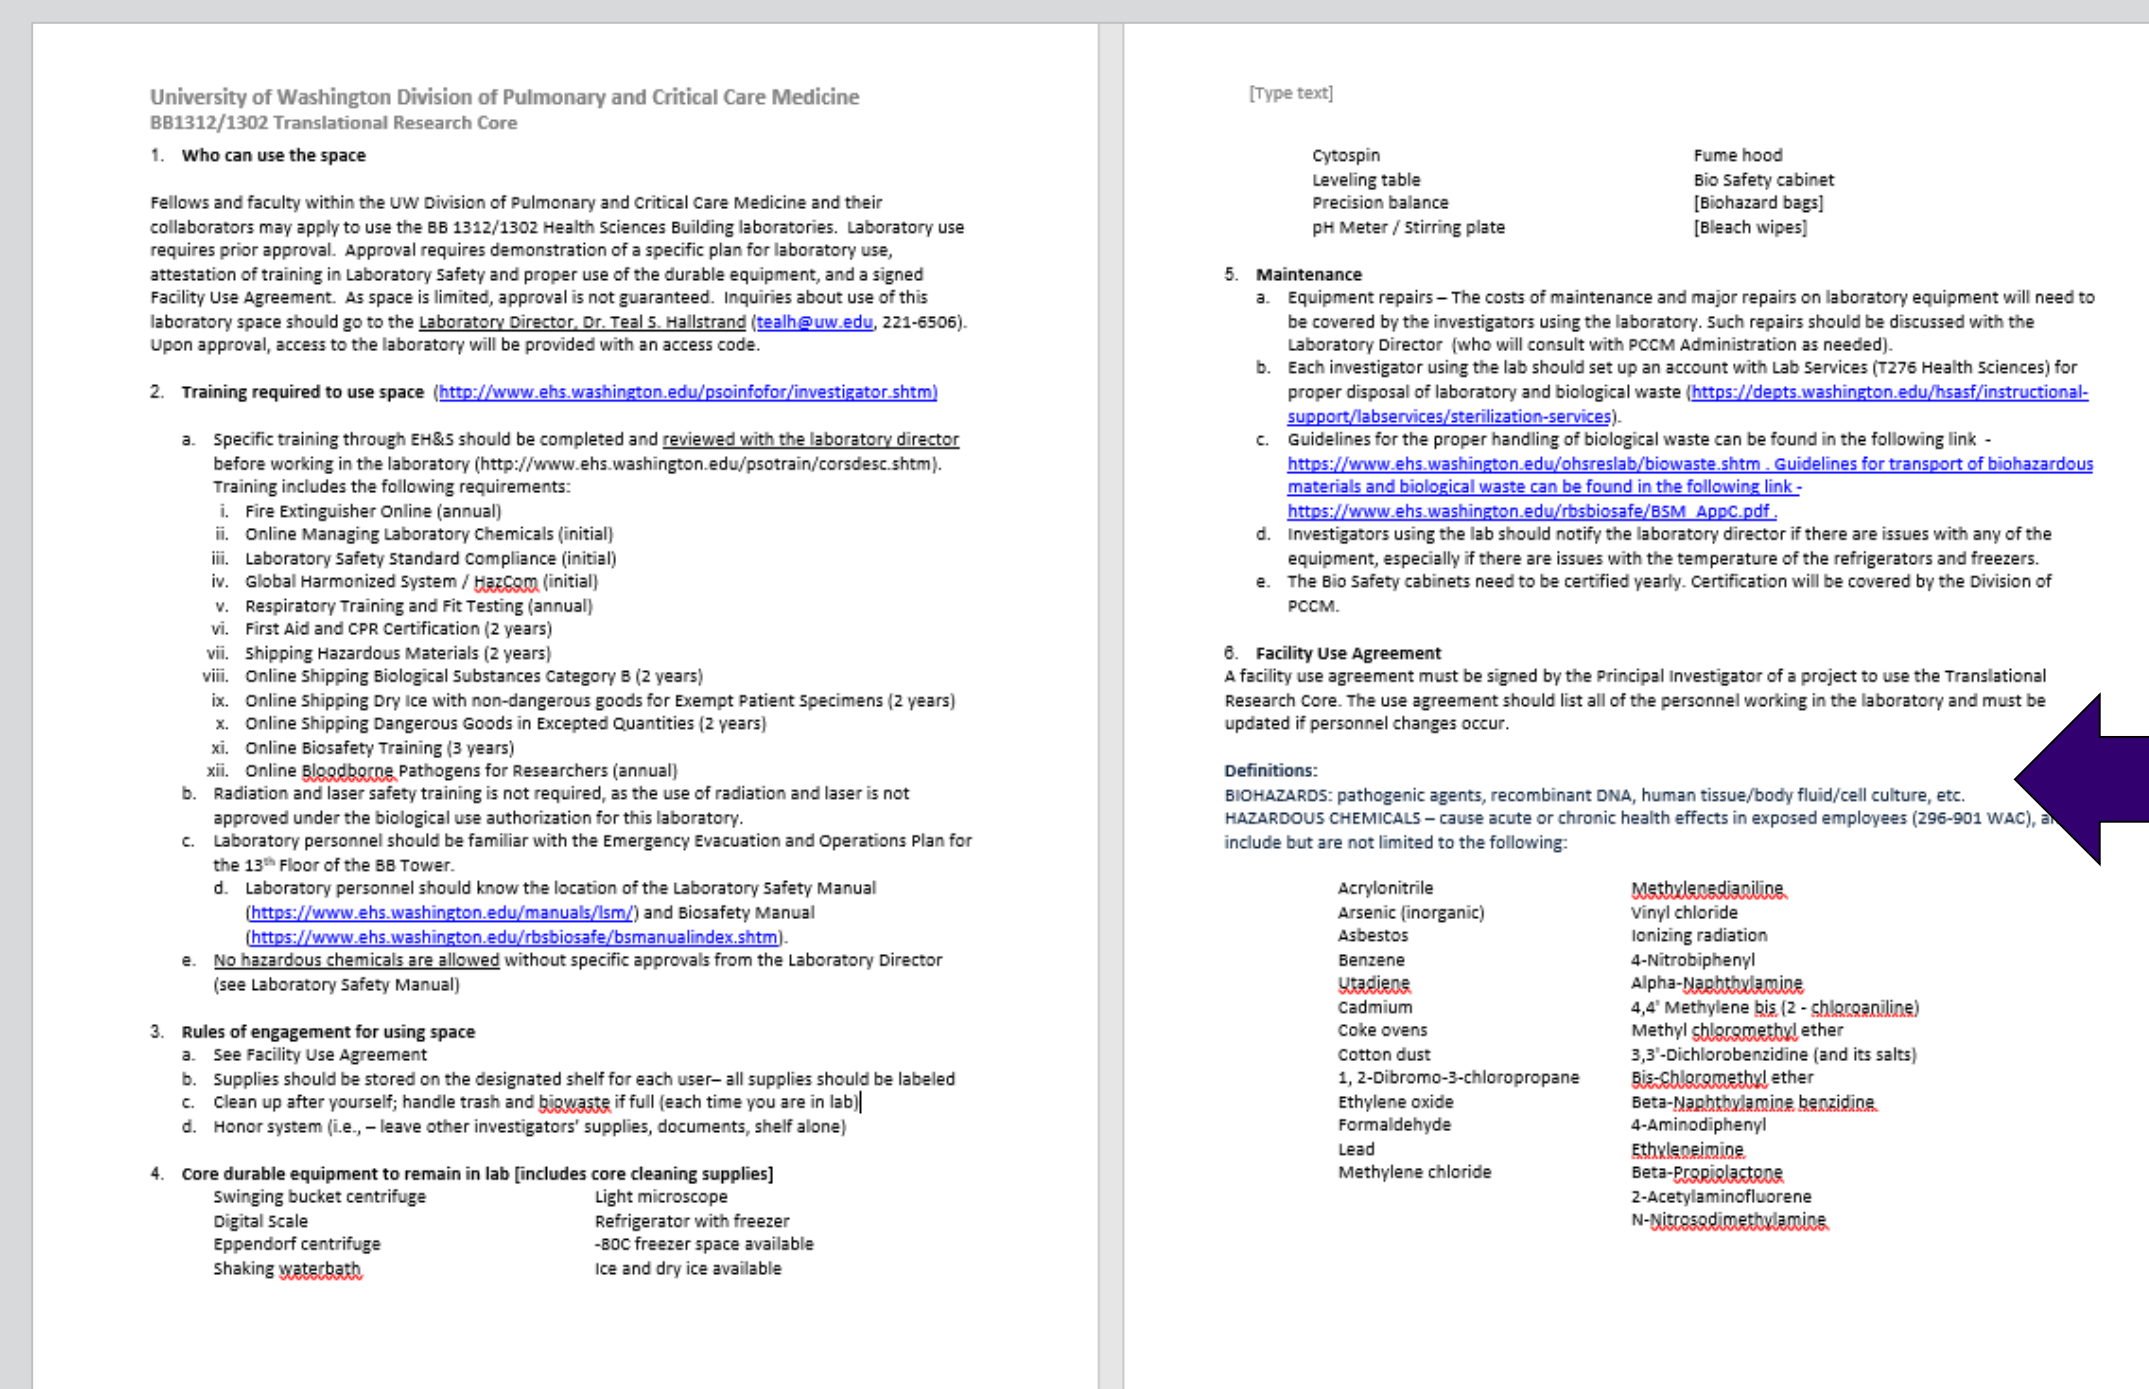 University of Washington Division of Pulmonary and Critical Care Medicine
BB1312/1302 Translational Research Core
1. Who can use the space
Fellows and faculty within the UW Division of Pulmonary and Critical Care Medicine and their
collaborators may apply to use the BB 1312/1302 Health Sciences Building laboratories. Laboratory use
requires prior approval. Approval requires demonstration of a specific plan for laboratory use,
attestation of training in Laboratory Safety and proper use of the durable equipment, and a signed
Facility Use Agreement. As space is limited, approval is not guaranteed. Inquiries about use of this
laboratory space should go to the Laboratory Director, Dr. Teal S. Hallstrand (tealh@uw.edu, 221-6506).
Upon approval, access to the laboratory will be provided with an access code.
2. Training required to use space (http://www.ehs.washington.edu/psoinfofor/investigator.shtm)
a. Specific training through EH&S should be completed and reviewed with the laboratory director
before working in the laboratory (http://www.ehs.washington.edu/psotrain/corsdesc.shtm).
Training includes the following requirements:
i. Fire Extinguisher Online (annual)
ii. Online Managing Laboratory Chemicals (initial)
iii. Laboratory Safety Standard Compliance (initial)
iv. Global Harmonized System / HazCom (initial)
v. Respiratory Training and Fit Testing (annual)
vi. First Aid and CPR Certification (2 years)
vii. Shipping Hazardous Materials (2 years)
viii. Online Shipping Biological Substances Category B (2 years)
ix. Online Shipping Dry Ice with non-dangerous goods for Exempt Patient Specimens (2 years)
x. Online Shipping Dangerous Goods in Excepted Quantities (2 years)
xi. Online Biosafety Training (3 years)
xii. Online Bloodborne Pathogens for Researchers (annual)
b. Radiation and laser safety training is not required, as the use of radiation and laser is not
approved under the biological use authorization for this laboratory.
c. Laboratory personnel should be familiar with the Emergency Evacuation and Operations Plan for
the 13th Floor of the BB Tower.
d. Laboratory personnel should know the location of the Laboratory Safety Manual
(https://www.ehs.washington.edu/manuals/lsm/) and Biosafety Manual
(https://www.ehs.washington.edu/rbsbiosafe/bsmanualindex.shtm).
e. No hazardous chemicals are allowed without specific approvals from the Laboratory Director
(see Laboratory Safety Manual)
3. Rules of engagement for using space
a. See Facility Use Agreement
b. Supplies should be stored on the designated shelf for each user– all supplies should be labeled
c. Clean up after yourself; handle trash and biowaste if full (each time you are in lab)
d. Honor system (i.e., – leave other investigators' supplies, documents, shelf alone)
4. Core durable equipment to remain in lab [includes core cleaning supplies]
Swinging bucket centrifuge Light microscope
Digital Scale Refrigerator with freezer
Eppendorf centrifuge -80C freezer space available
Shaking waterbath Ice and dry ice available
[Type text]
Cytospin Fume hood
Leveling table Bio Safety cabinet
Precision balance [Biohazard bags]
pH Meter / Stirring plate [Bleach wipes]
5. Maintenance
a. Equipment repairs – The costs of maintenance and major repairs on laboratory equipment will need to
be covered by the investigators using the laboratory. Such repairs should be discussed with the
Laboratory Director (who will consult with PCCM Administration as needed).
b. Each investigator using the lab should set up an account with Lab Services (T276 Health Sciences) for
proper disposal of laboratory and biological waste (https://depts.washington.edu/hsasf/instructional-
support/labservices/sterilization-services).
c. Guidelines for the proper handling of biological waste can be found in the following link -
https://www.ehs.washington.edu/ohsreslab/biowaste.shtm . Guidelines for transport of biohazardous
materials and biological waste can be found in the following link -
https://www.ehs.washington.edu/rbsbiosafe/BSM_AppC.pdf .
d. Investigators using the lab should notify the laboratory director if there are issues with any of the
equipment, especially if there are issues with the temperature of the refrigerators and freezers.
e. The Bio Safety cabinets need to be certified yearly. Certification will be covered by the Division of
PCCM.
6. Facility Use Agreement
A facility use agreement must be signed by the Principal Investigator of a project to use the Translational
Research Core. The use agreement should list all of the personnel working in the laboratory and must be
updated if personnel changes occur.
Definitions:
BIOHAZARDS: pathogenic agents, recombinant DNA, human tissue/body fluid/cell culture, etc.
HAZARDOUS CHEMICALS – cause acute or chronic health effects in exposed employees (296-901 WAC),
include but are not limited to the following:
Acrylonitrile Methylenedianiline
Arsenic (inorganic) Vinyl chloride
Asbestos Ionizing radiation
Benzene 4-Nitrobiphenyl
Utadiene Alpha-Naphthylamine
Cadmium 4,4' Methylene bis (2 - chloroaniline)
Coke ovens Methyl chloromethyl ether
Cotton dust 3,3'-Dichlorobenzidine (and its salts)
1, 2-Dibromo-3-chloropropane Bis-Chloromethyl ether
Ethylene oxide Beta-Naphthylamine benzidine
Formaldehyde 4-Aminodiphenyl
Lead Ethyleneimine
Methylene chloride Beta-Propiolactone
2-Acetylaminofluorene
N-Nitrosodimethylamine